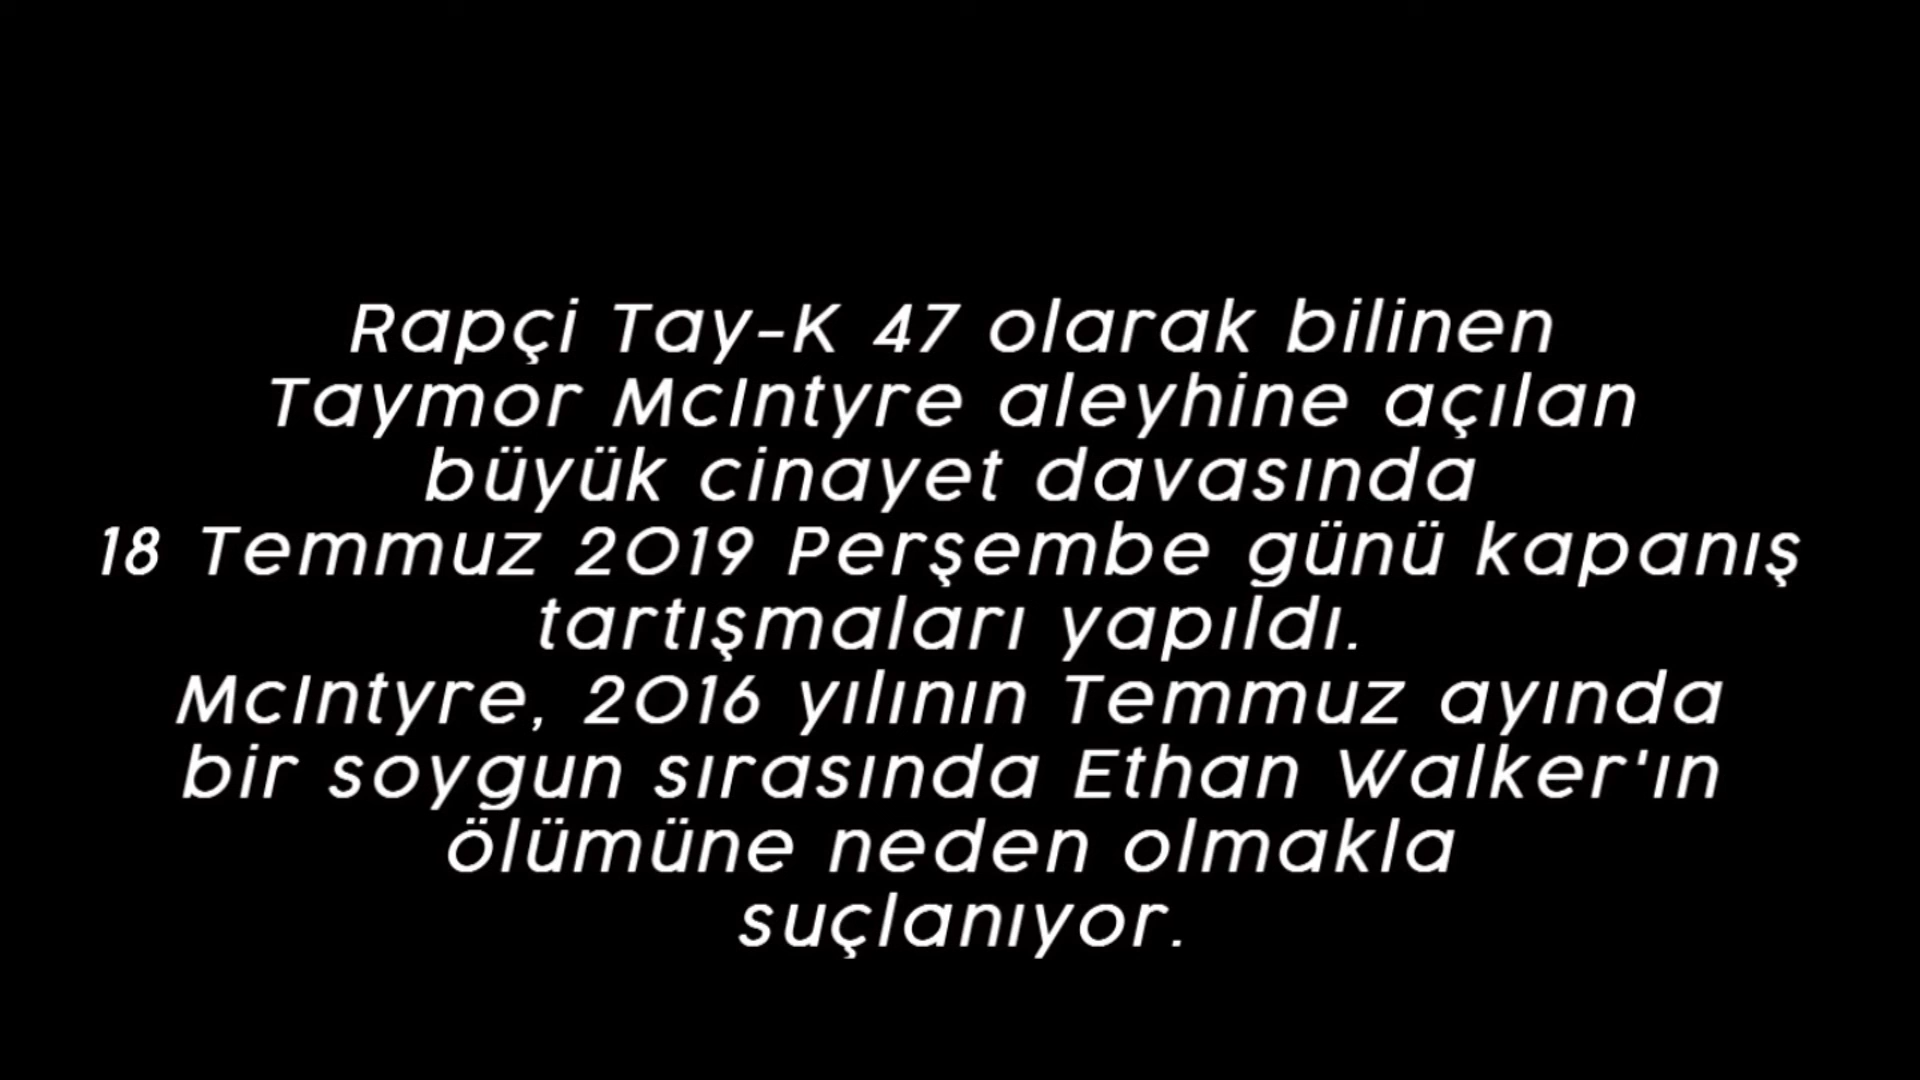 Rapçi Tay-K 47 olarak bilinen
Taymor McIntyre aleyhine açılan
büyük cinayet davasında
18 Temmuz 2019 Perşembe günü kapanış
tartışmaları yapıldı.
McIntyre, 2016 yılının Temmuz ayında
bir soygun sırasında Ethan Walker'ın
ölümüne neden olmakla
suçlanıyor.